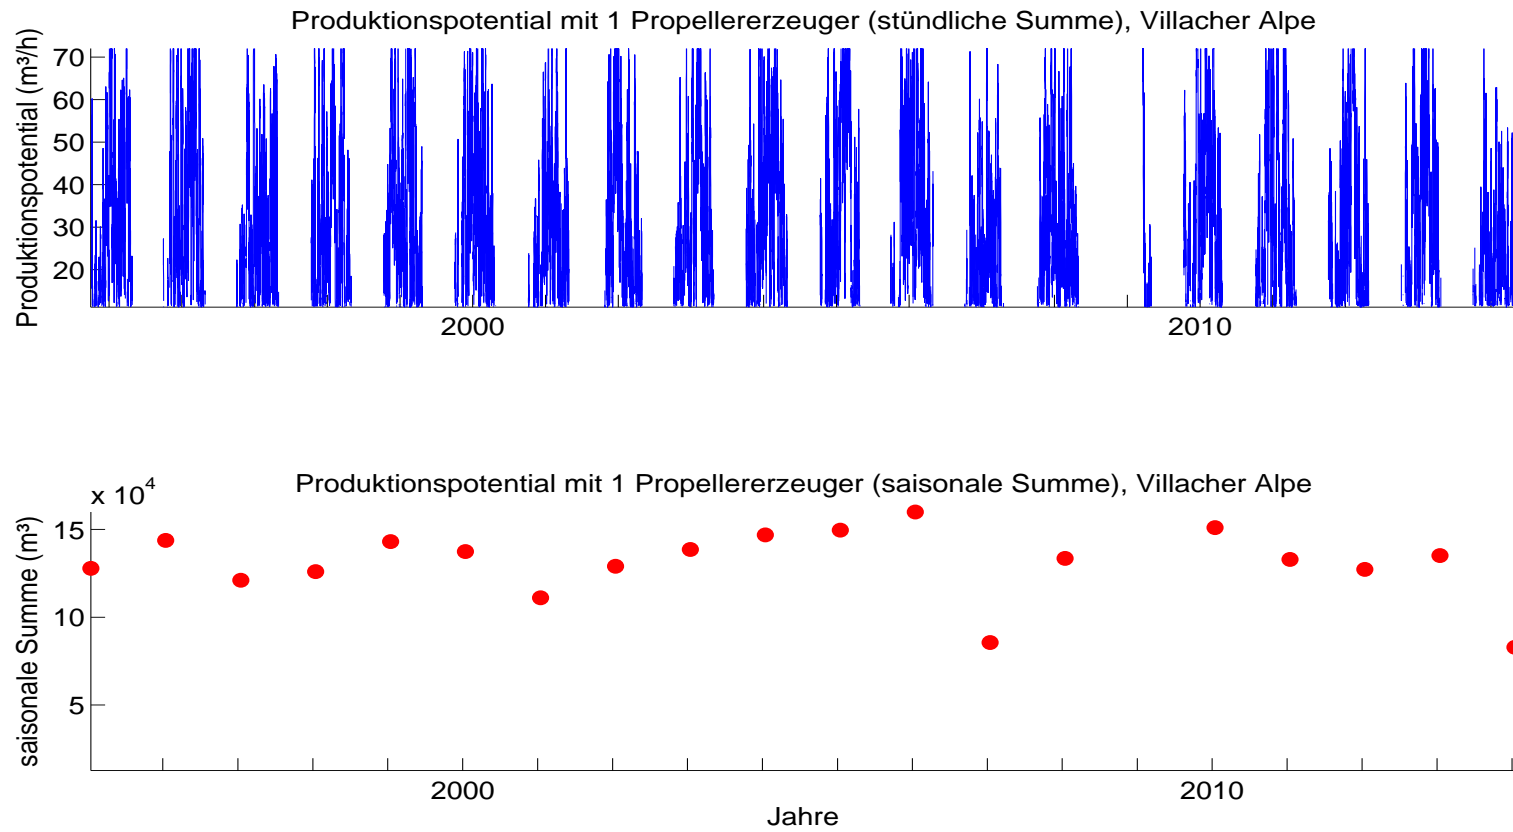 Produktionspotential mit 1 Propellererzeuger (stündliche Summe), Villacher Alpe
Produktionspotential (m³/h)
70
60
50
40
30
20
2000
2010
Produktionspotential mit 1 Propellererzeuger (saisonale Summe), Villacher Alpe
x 10⁴
saisonale Summe (m³)
15
10
5
2000
2010
Jahre